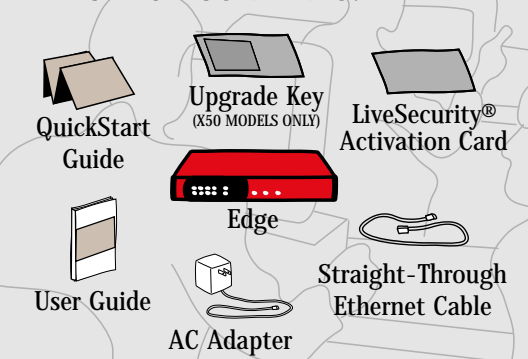 Upgrade Key
(X50 MODELS ONLY)
QuickStart
Guide
LiveSecurity®
Activation Card
Edge
User Guide
Straight-Through
Ethernet Cable
AC Adapter